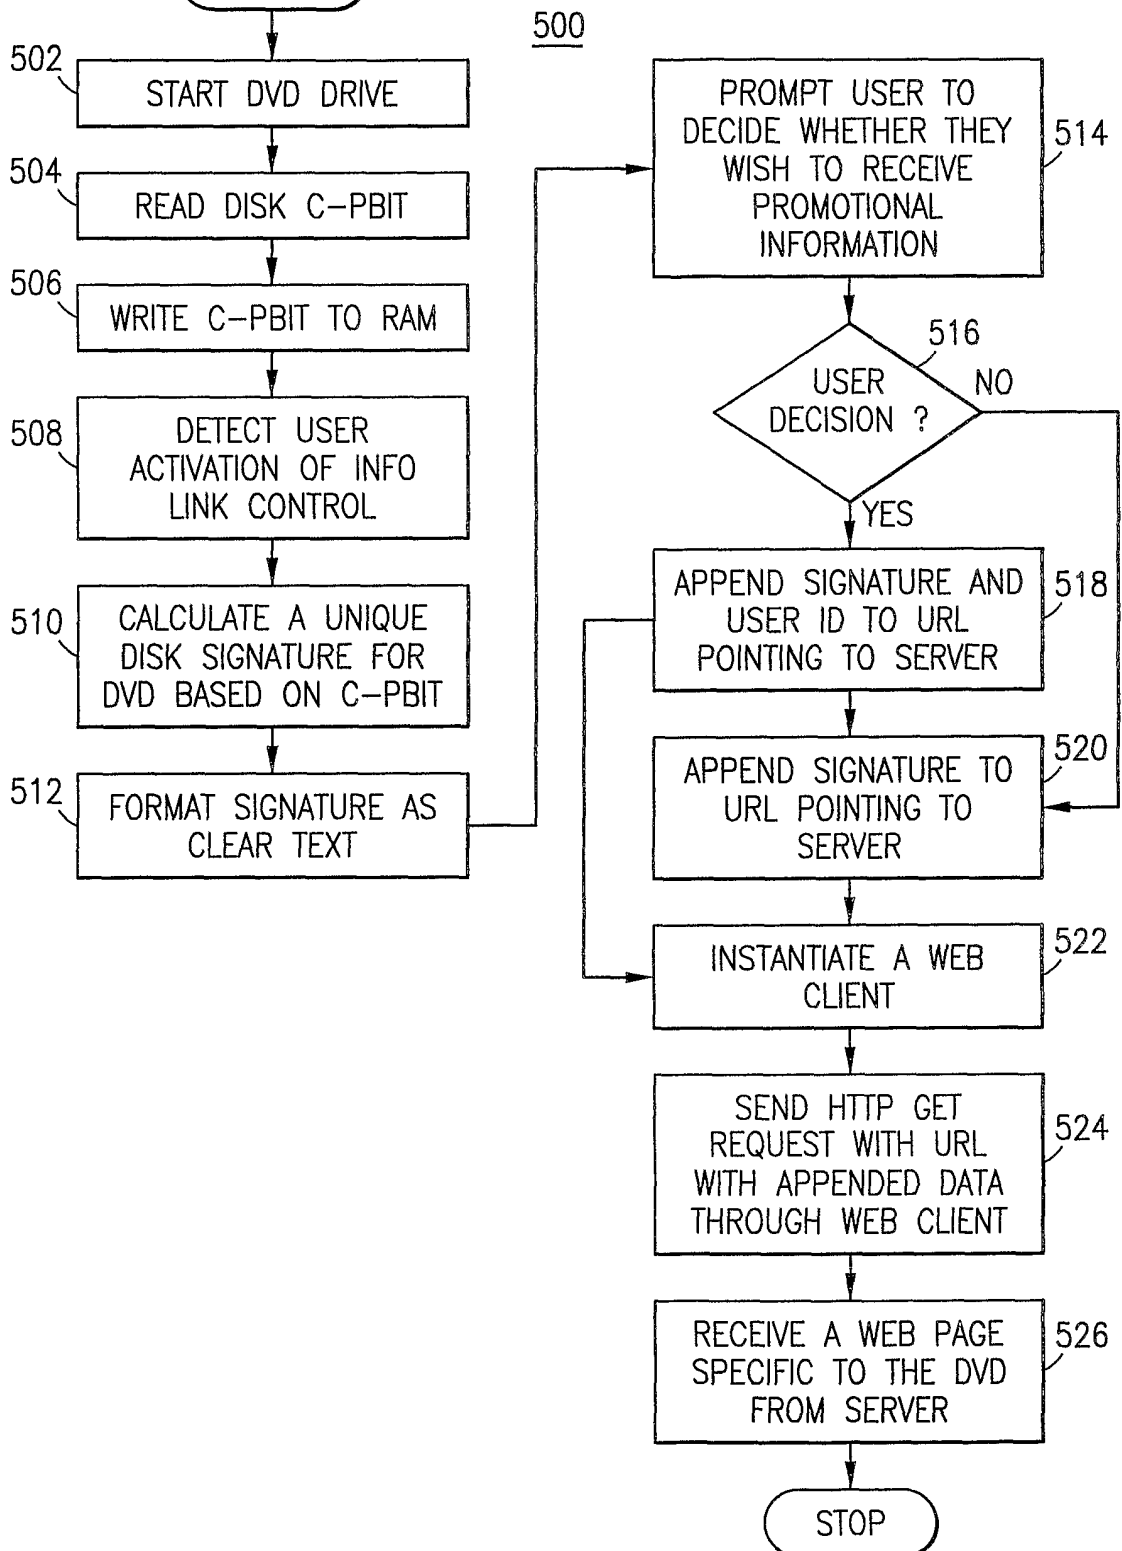 500
502
START DVD DRIVE
504
READ DISK C-PBIT
506
WRITE C-PBIT TO RAM
508
DETECT USER
ACTIVATION OF INFO
LINK CONTROL
510
CALCULATE A UNIQUE
DISK SIGNATURE FOR
DVD BASED ON C-PBIT
512
FORMAT SIGNATURE AS
CLEAR TEXT
PROMPT USER TO
DECIDE WHETHER THEY
WISH TO RECEIVE
PROMOTIONAL
INFORMATION
514
516
USER
DECISION ?
NO
YES
APPEND SIGNATURE AND
USER ID TO URL
POINTING TO SERVER
518
APPEND SIGNATURE TO
URL POINTING TO
SERVER
520
INSTANTIATE A WEB
CLIENT
522
SEND HTTP GET
REQUEST WITH URL
WITH APPENDED DATA
THROUGH WEB CLIENT
524
RECEIVE A WEB PAGE
SPECIFIC TO THE DVD
FROM SERVER
526
STOP